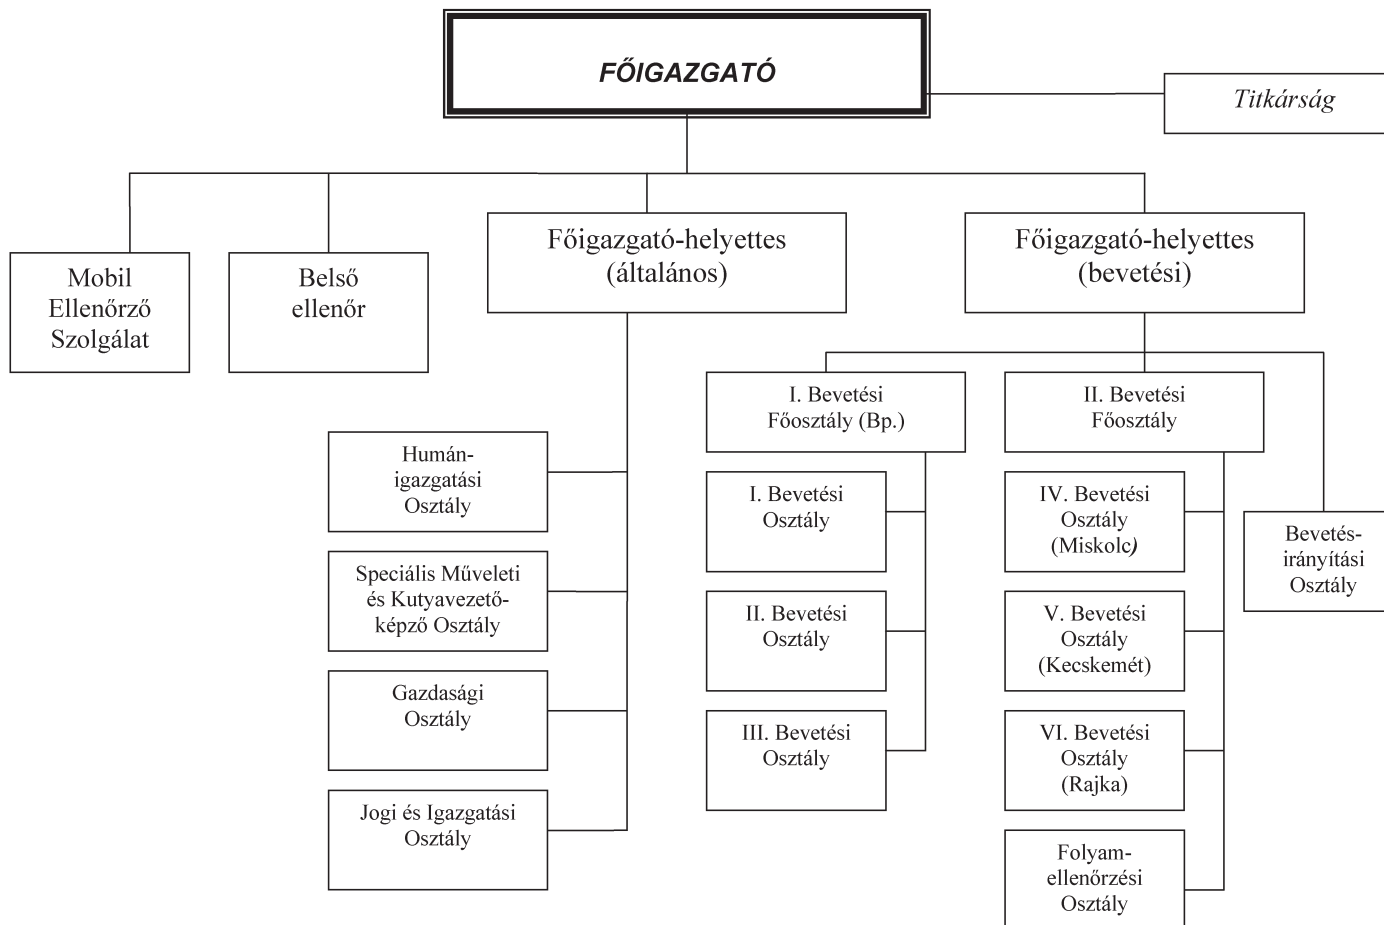 FŐIGAZGATÓ
Titkárság
Mobil
Ellenőrző
Szolgálat
Belső
ellenőr
Főigazgató-helyettes
(általános)
Főigazgató-helyettes
(bevetési)
Humán-
igazgatási
Osztály
Speciális Műveleti
és Kutyavezető-
képző Osztály
Gazdasági
Osztály
Jogi és Igazgatási
Osztály
I. Bevetési
Főosztály (Bp.)
I. Bevetési
Osztály
II. Bevetési
Osztály
III. Bevetési
Osztály
II. Bevetési
Főosztály
IV. Bevetési
Osztály
(Miskolc)
V. Bevetési
Osztály
(Kecskemét)
VI. Bevetési
Osztály
(Rajka)
Folyam-
ellenőrzési
Osztály
Bevetés-
irányítási
Osztály